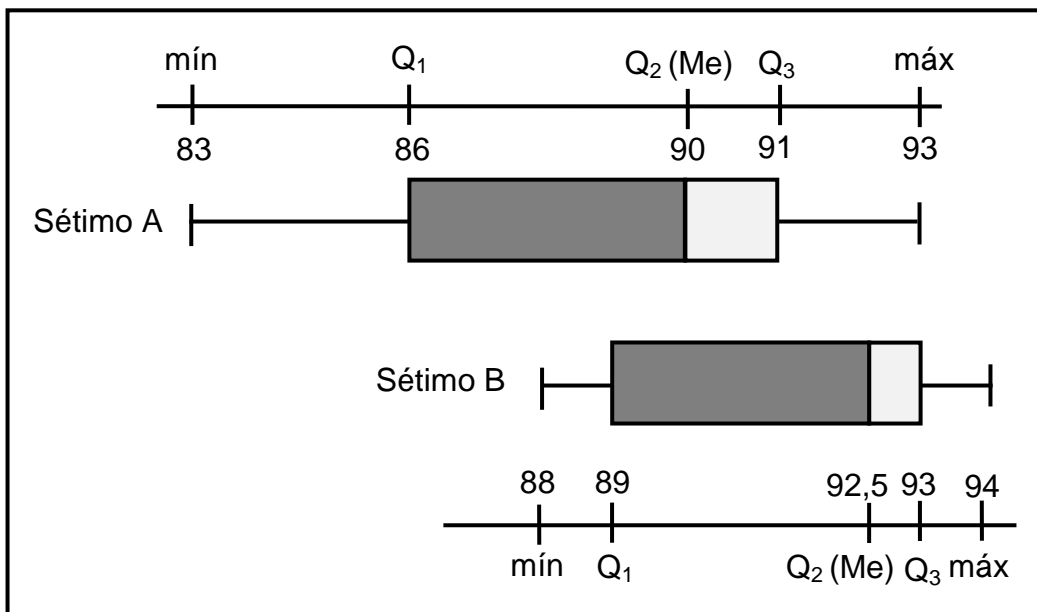 mín Q₁ Q₂ (Me) Q₃ máx
83 86 90 91 93
Sétimo A
Sétimo B
88 89 92,5 93 94
mín Q₁ Q₂ (Me) Q₃ máx